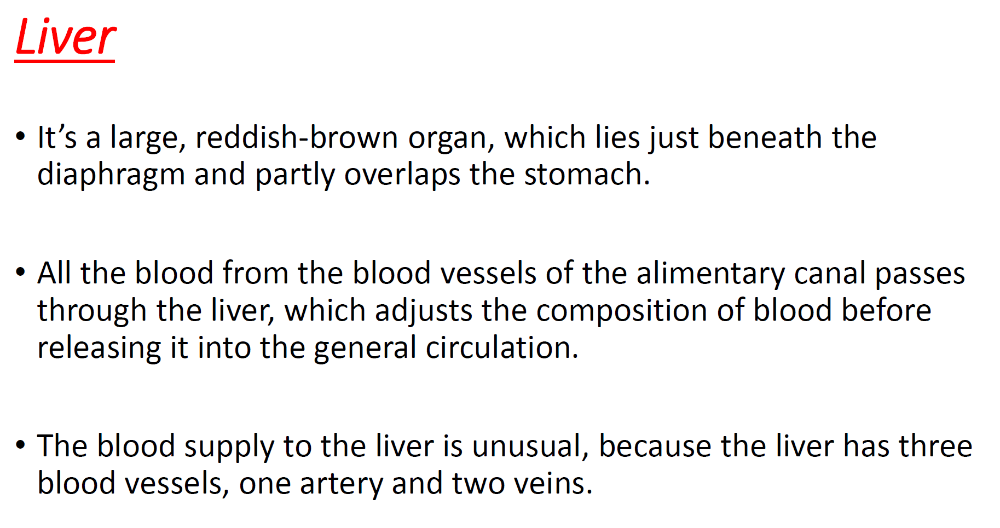 Liver
• It’s a large, reddish-brown organ, which lies just beneath the
diaphragm and partly overlaps the stomach.
• All the blood from the blood vessels of the alimentary canal passes
through the liver, which adjusts the composition of blood before
releasing it into the general circulation.
• The blood supply to the liver is unusual, because the liver has three
blood vessels, one artery and two veins.